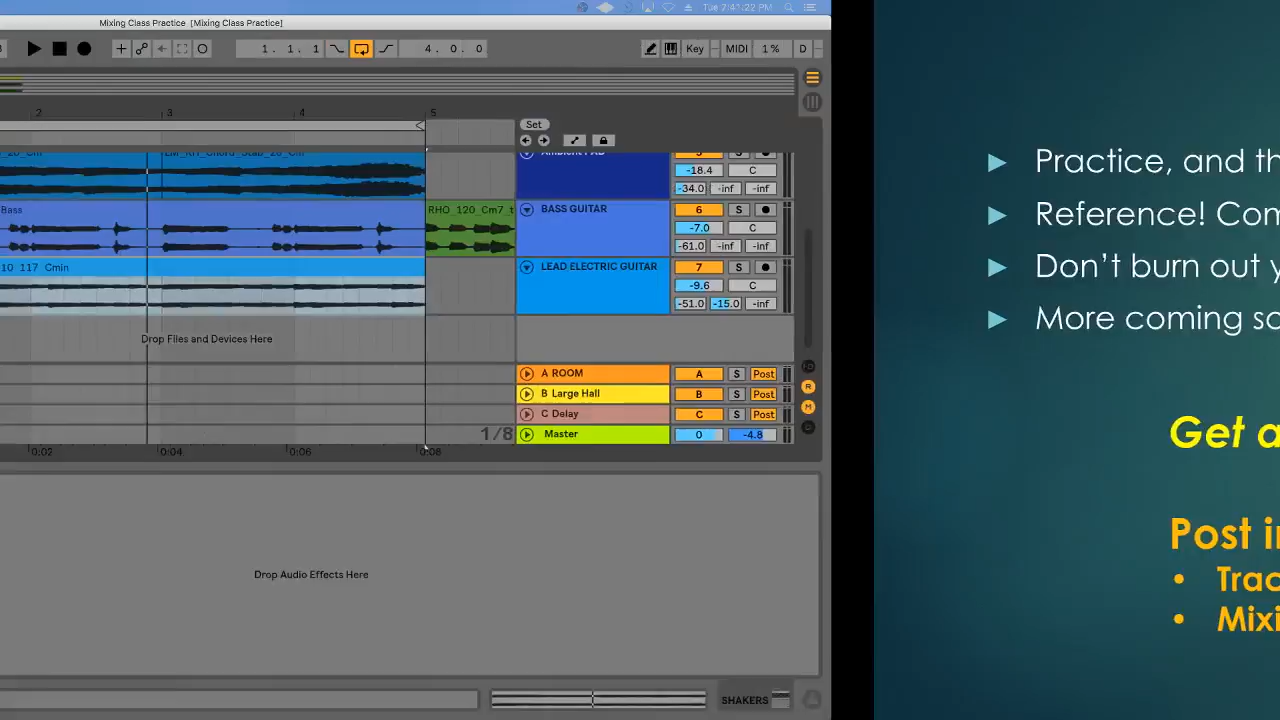 Tue 7:41:22 PM
Mixing Class Practice [Mixing Class Practice]
1. 1. 1
4. 0. 0
Key
MIDI
1 %
D
2
3
4
5
Set
-18.4
C
-34.0
-inf
-inf
Bass
RHO_120_Cm7_t
BASS GUITAR
6
S
-7.0
C
-61.0
-inf
-inf
10 117 Cmin
LEAD ELECTRIC GUITAR
7
S
-9.6
C
-51.0
-15.0
-inf
Drop Files and Devices Here
A ROOM
A
S
Post
B Large Hall
B
S
Post
C Delay
C
S
Post
1/8
Master
0
-4.8
R
M
0:02
0:04
0:06
0:08
Drop Audio Effects Here
SHAKERS
Practice, and th
Reference! Com
Don't burn out y
More coming so
Get a
Post in
• Trac
• Mixi